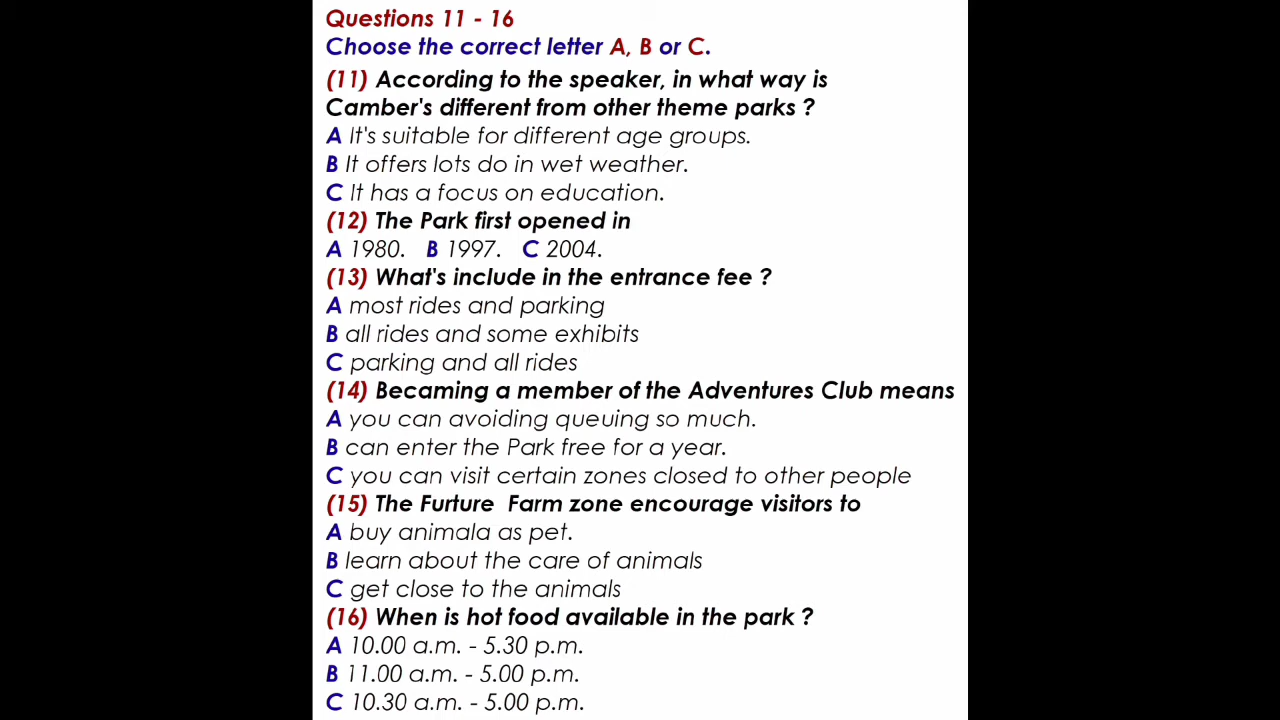 Questions 11 - 16
Choose the correct letter A, B or C.
(11) According to the speaker, in what way is
Camber's different from other theme parks ?
A It's suitable for different age groups.
B It offers lots do in wet weather.
C It has a focus on education.
(12) The Park first opened in
A 1980. B 1997. C 2004.
(13) What's include in the entrance fee ?
A most rides and parking
B all rides and some exhibits
C parking and all rides
(14) Becaming a member of the Adventures Club means
A you can avoiding queuing so much.
B can enter the Park free for a year.
C you can visit certain zones closed to other people
(15) The Furture Farm zone encourage visitors to
A buy animala as pet.
B learn about the care of animals
C get close to the animals
(16) When is hot food available in the park ?
A 10.00 a.m. - 5.30 p.m.
B 11.00 a.m. - 5.00 p.m.
C 10.30 a.m. - 5.00 p.m.